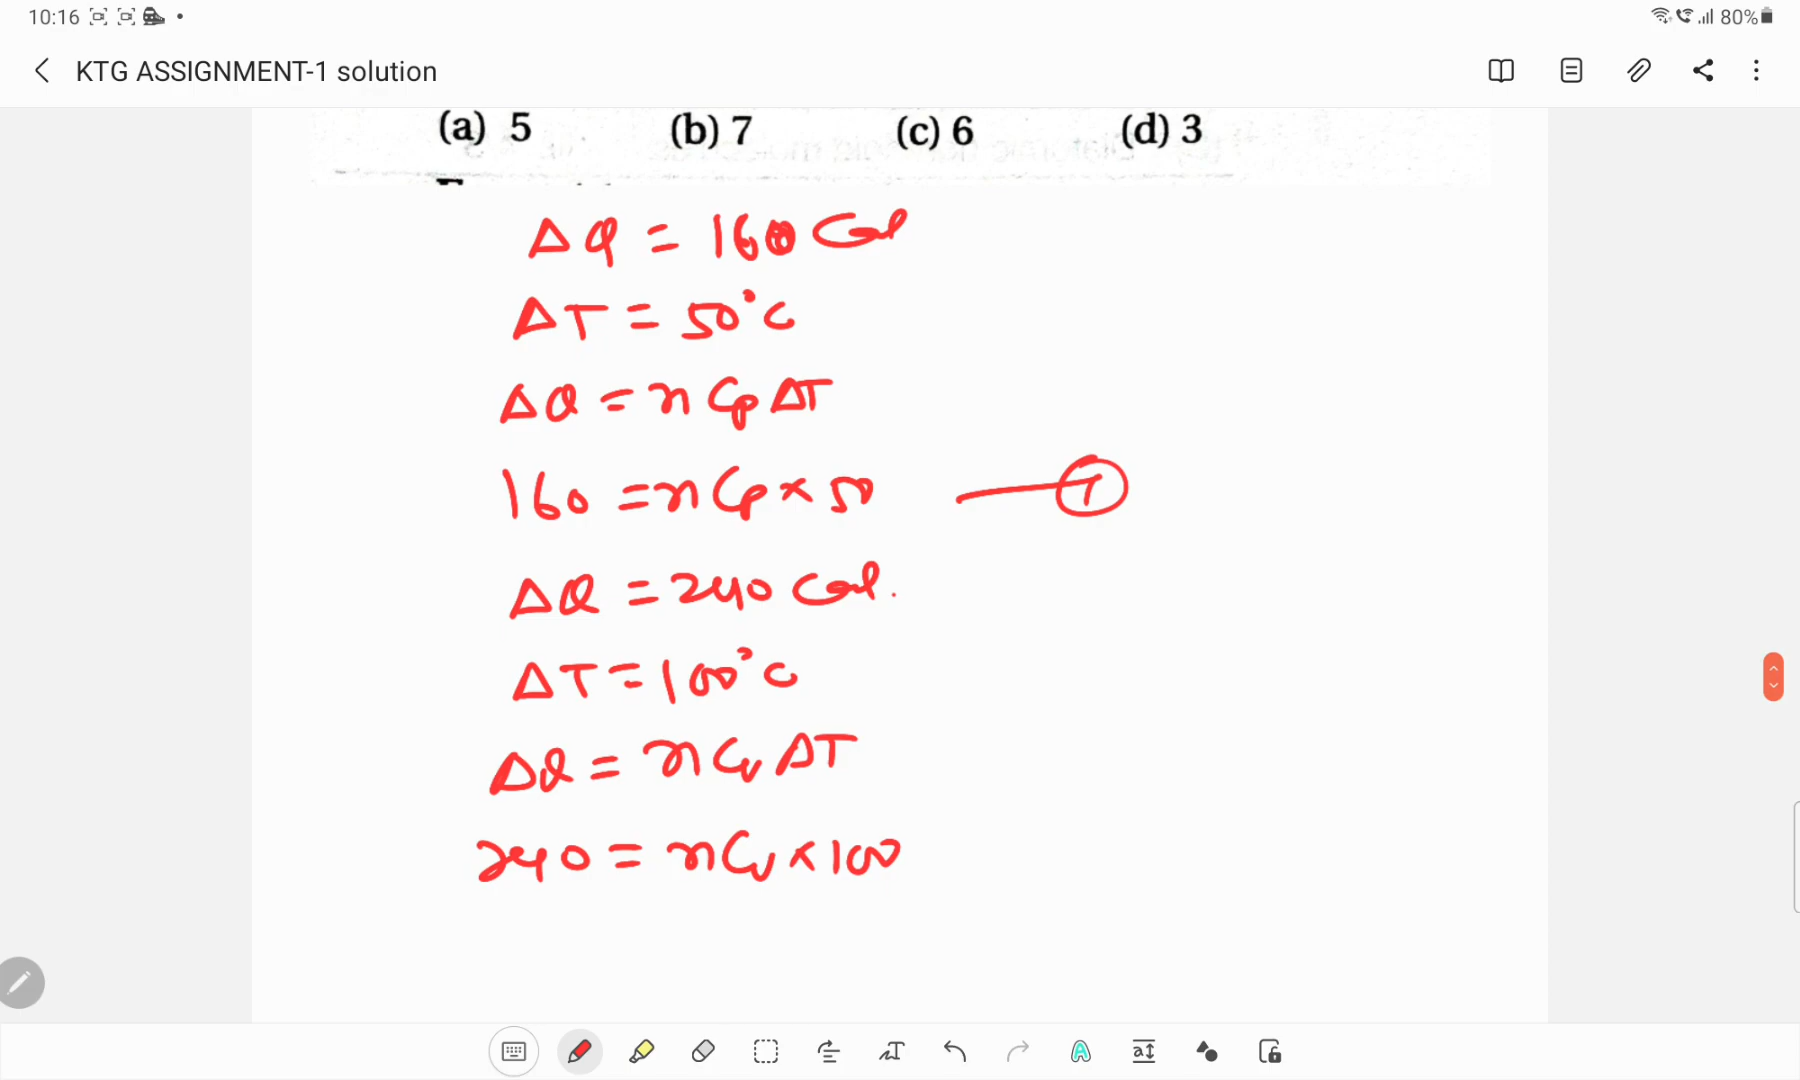 10:16 80%
KTG ASSIGNMENT-1 solution
(a) 5 (b) 7 (c) 6 (d) 3
ΔQ = 160 Cal
ΔT = 50°C
ΔQ = n Cp ΔT
160 = n Cp × 50 — 1
ΔQ = 240 Cal.
ΔT = 100°C
ΔQ = n Cv ΔT
240 = n Cv × 100